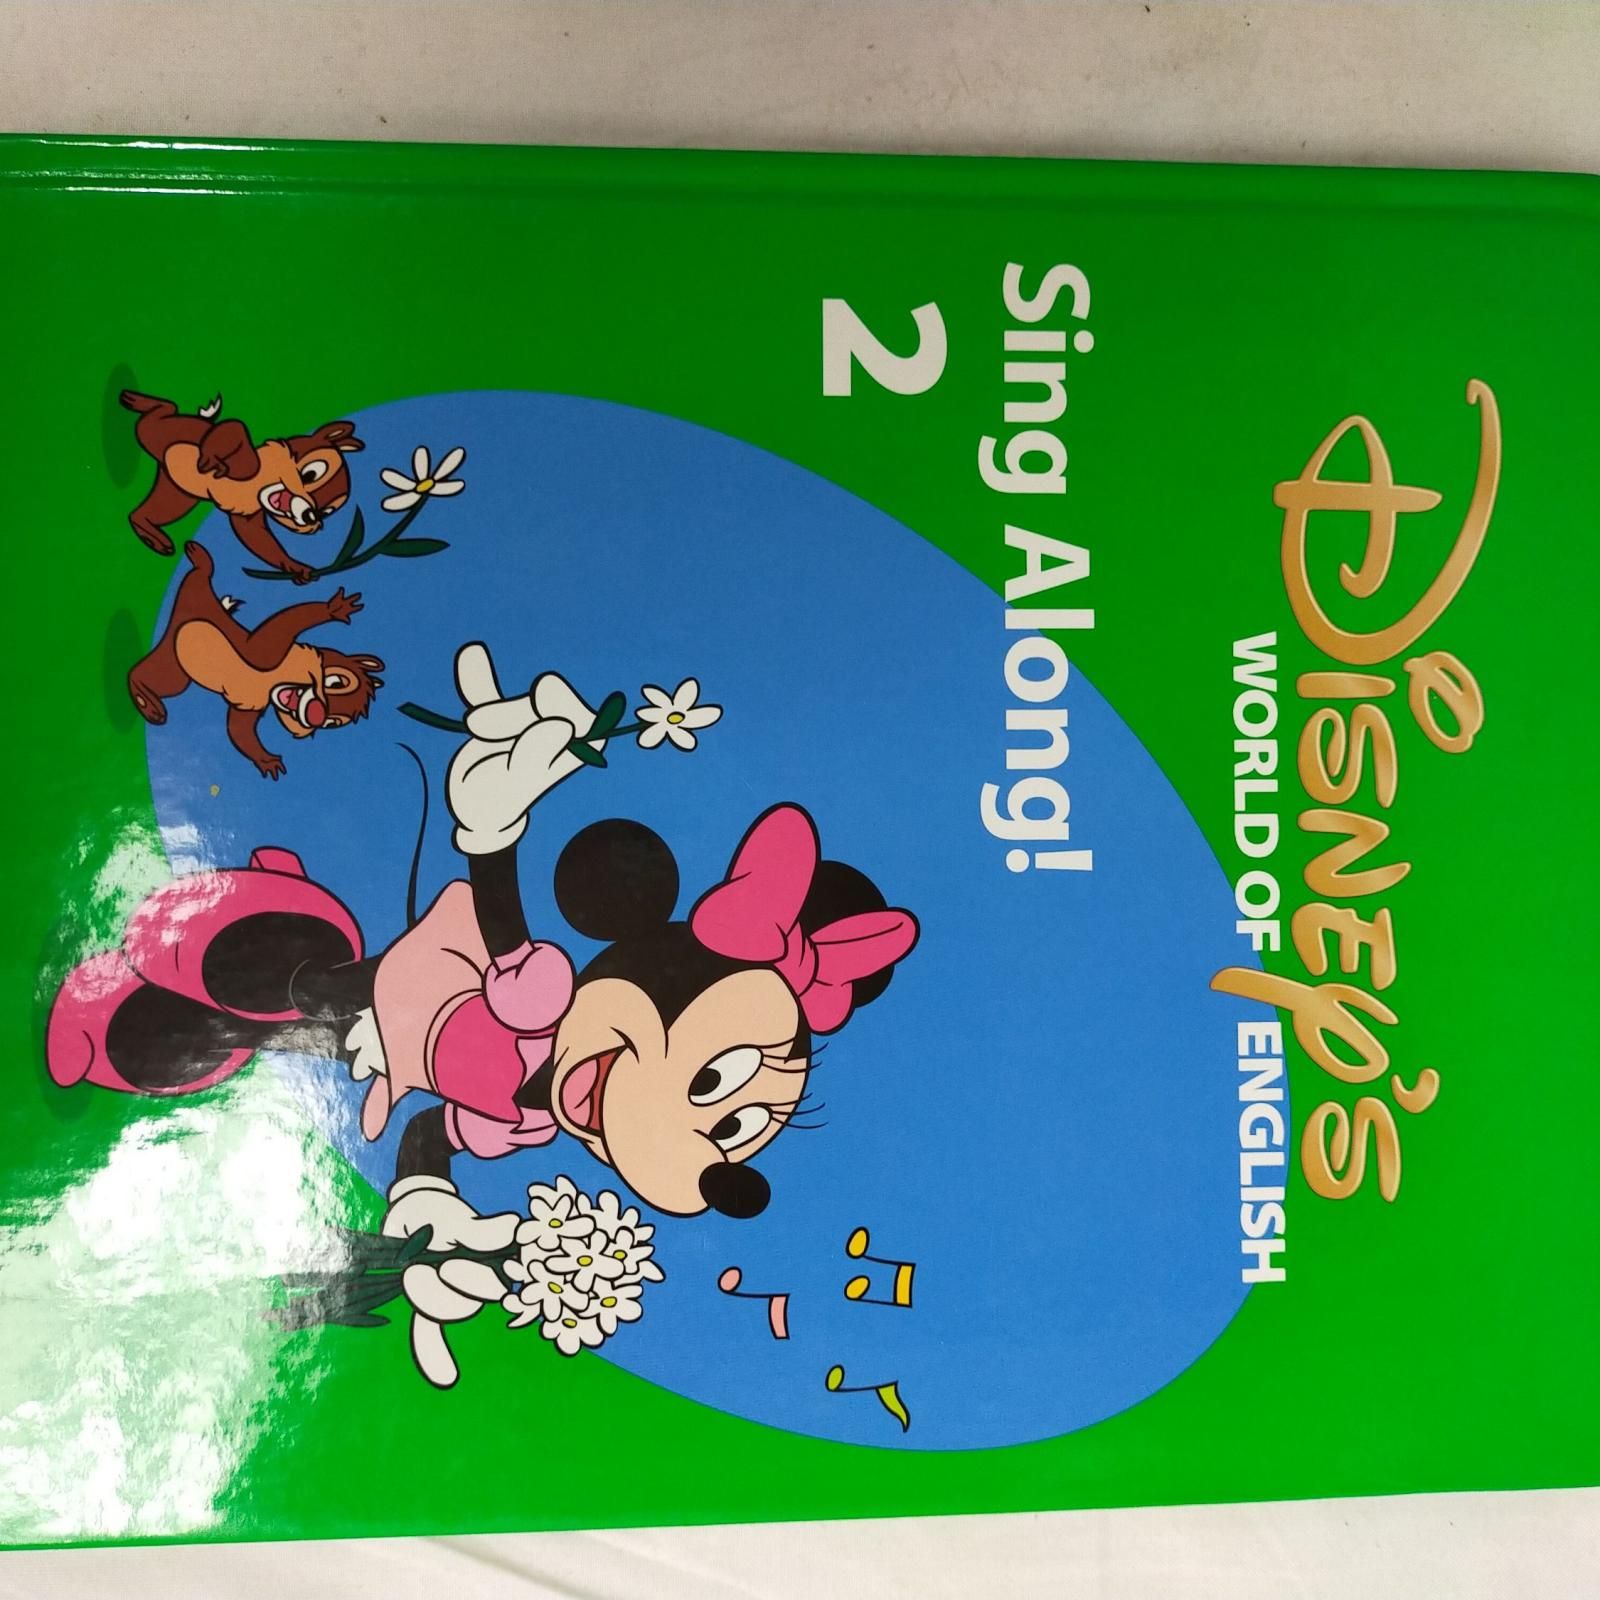 Disney's
WORLD OF ENGLISH
Sing Along!
2